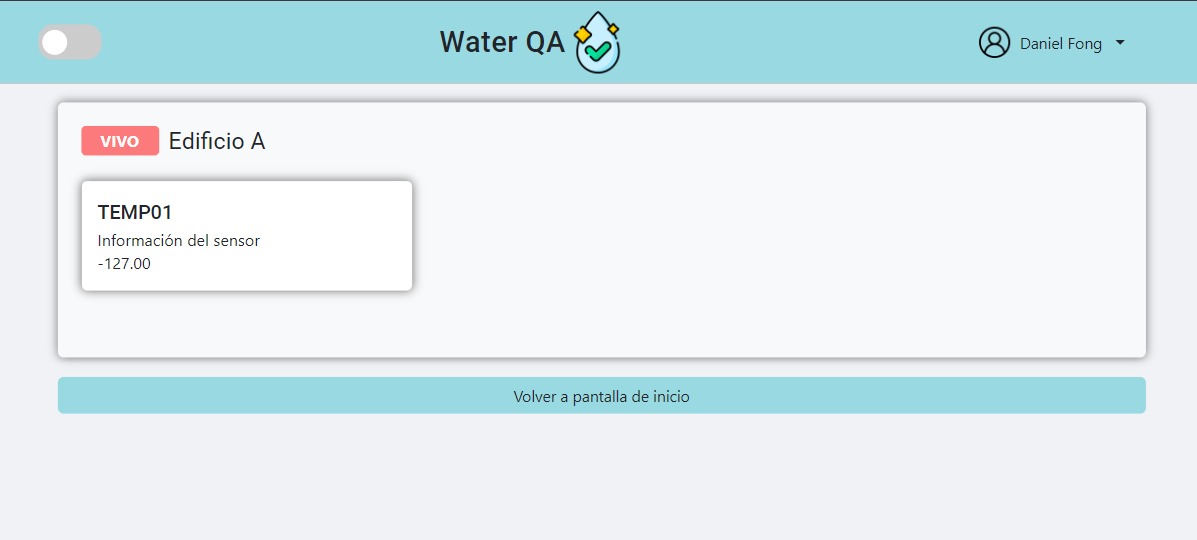 Water QA
Daniel Fong
VIVO Edificio A
TEMP01
Información del sensor
-127.00
Volver a pantalla de inicio